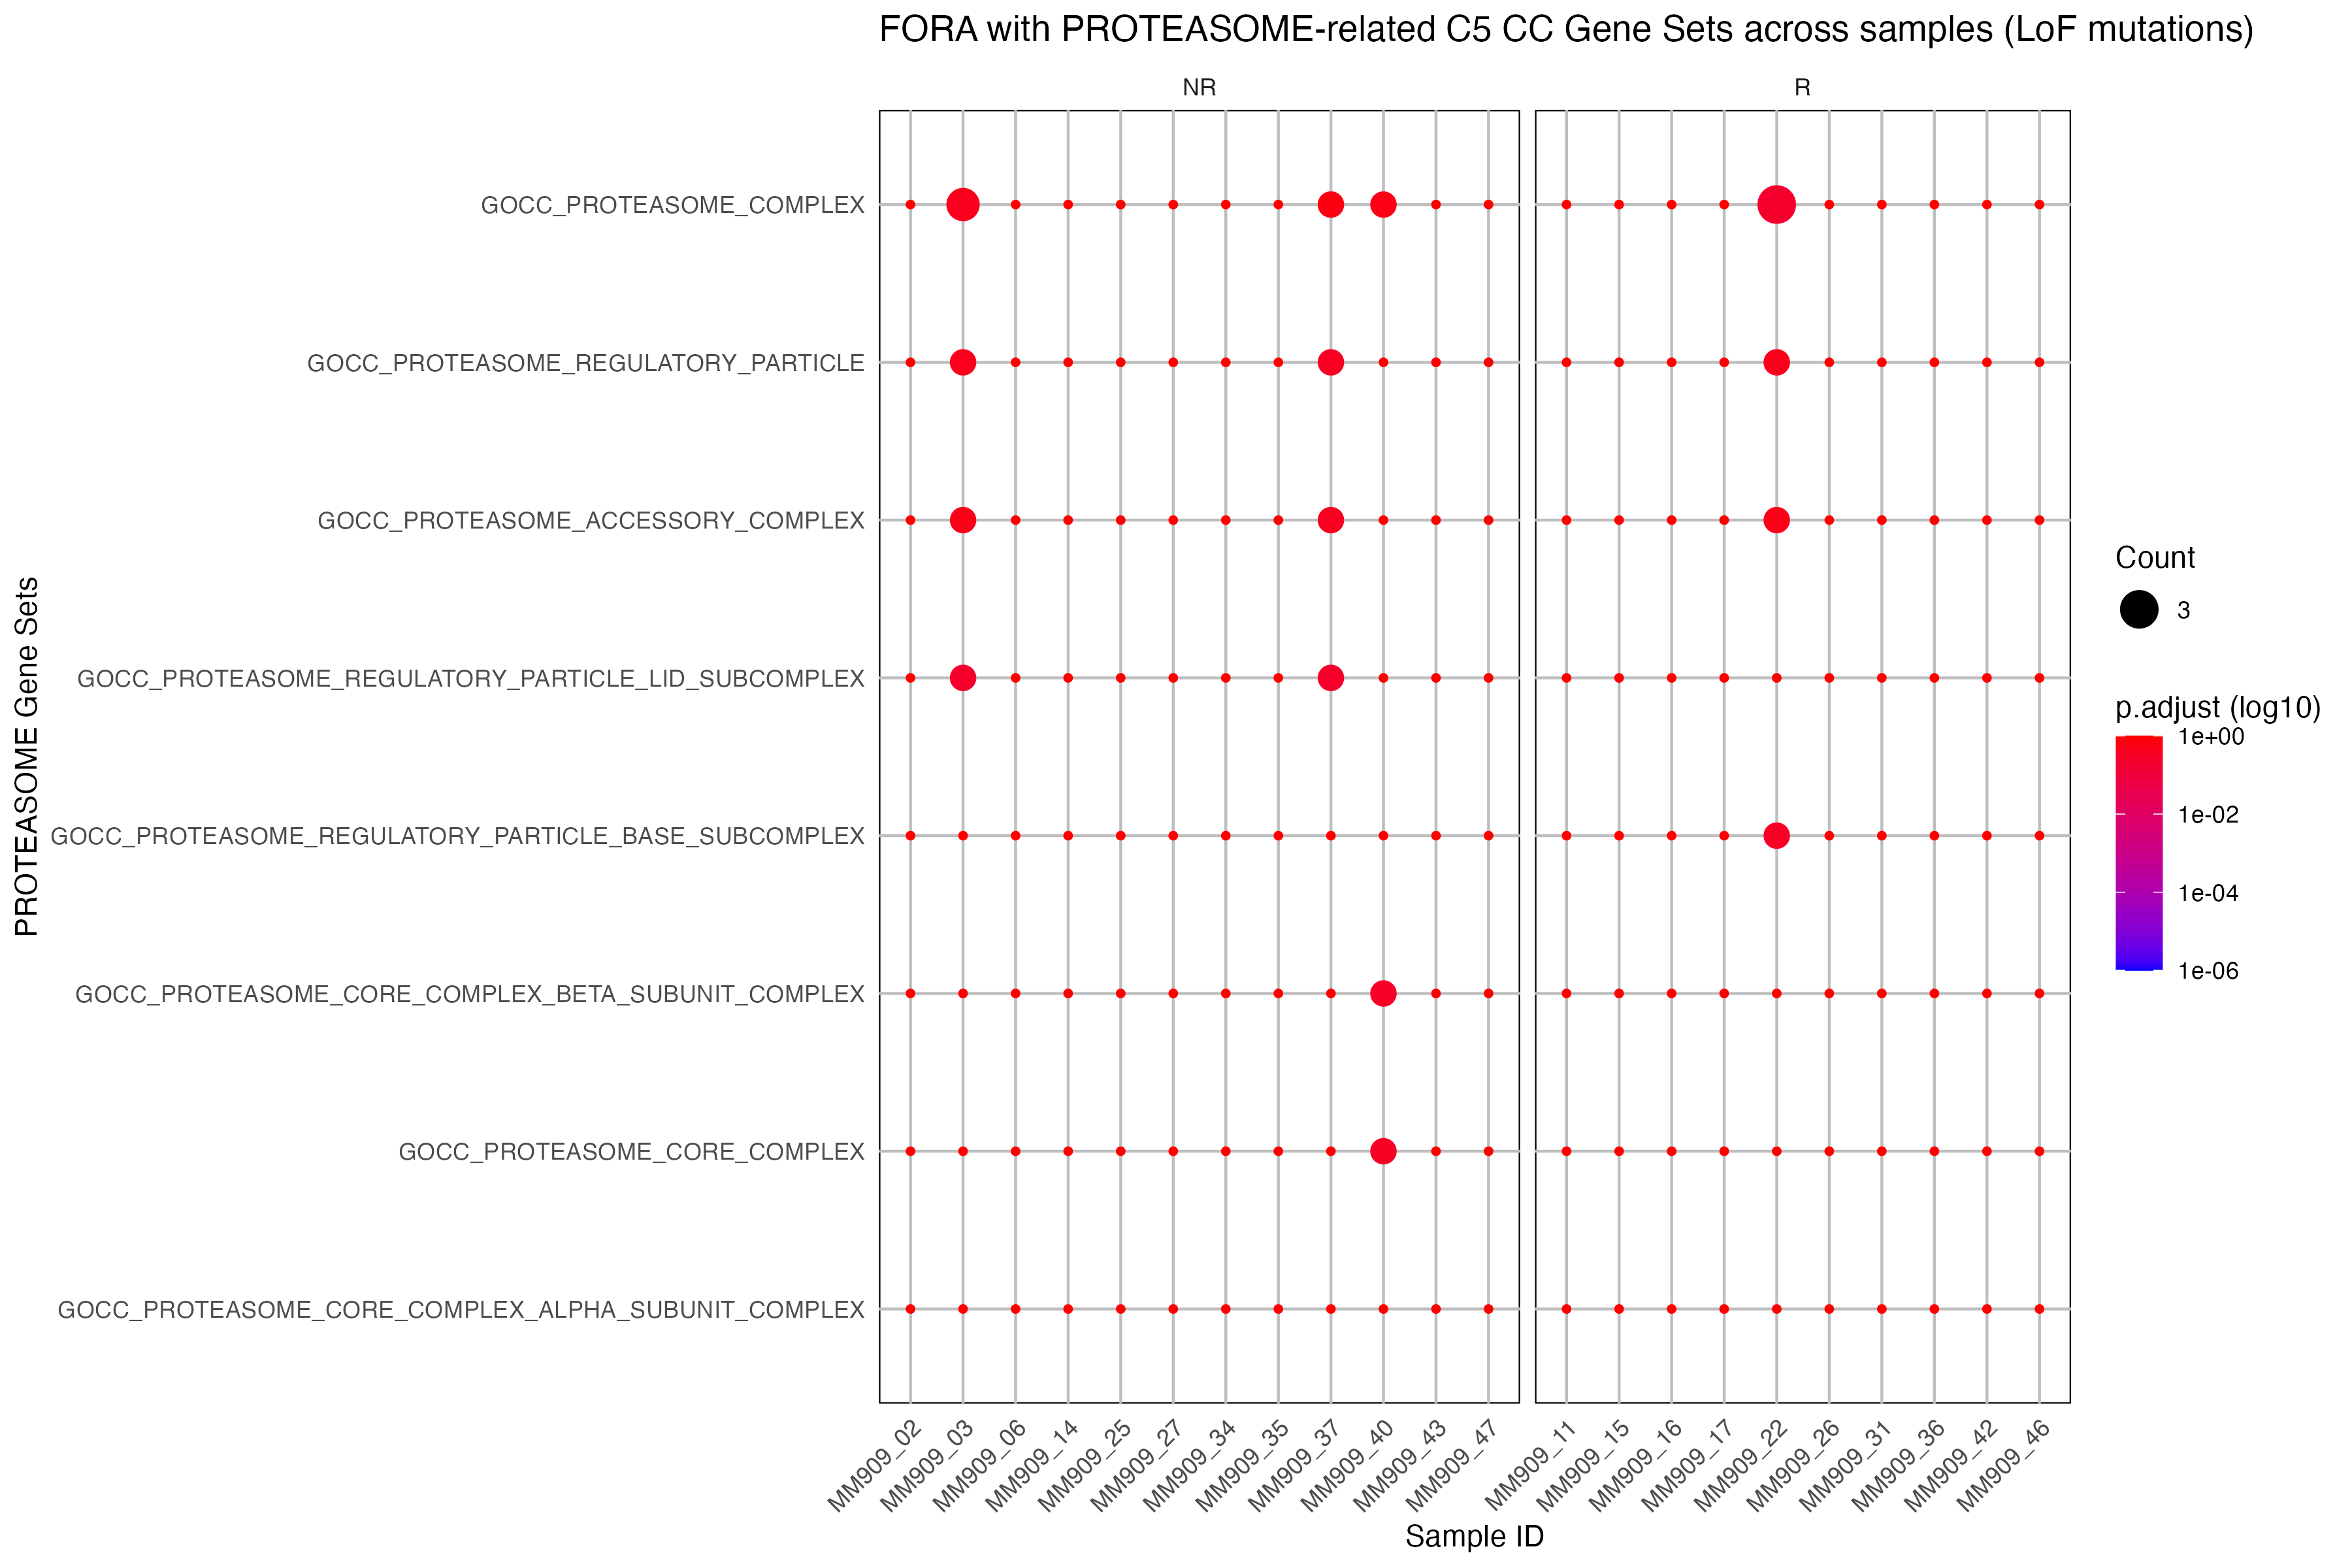 FORA with PROTEASOME-related C5 CC Gene Sets across samples (LoF mutations)
NR
R
PROTEASOME Gene Sets
GOCC_PROTEASOME_COMPLEX
GOCC_PROTEASOME_REGULATORY_PARTICLE
GOCC_PROTEASOME_ACCESSORY_COMPLEX
GOCC_PROTEASOME_REGULATORY_PARTICLE_LID_SUBCOMPLEX
GOCC_PROTEASOME_REGULATORY_PARTICLE_BASE_SUBCOMPLEX
GOCC_PROTEASOME_CORE_COMPLEX_BETA_SUBUNIT_COMPLEX
GOCC_PROTEASOME_CORE_COMPLEX
GOCC_PROTEASOME_CORE_COMPLEX_ALPHA_SUBUNIT_COMPLEX
MM909_02
MM909_03
MM909_06
MM909_14
MM909_25
MM909_27
MM909_34
MM909_35
MM909_37
MM909_40
MM909_43
MM909_47
MM909_11
MM909_15
MM909_16
MM909_17
MM909_22
MM909_26
MM909_31
MM909_36
MM909_42
MM909_46
Sample ID
Count
3
p.adjust (log10)
1e+00
1e-02
1e-04
1e-06